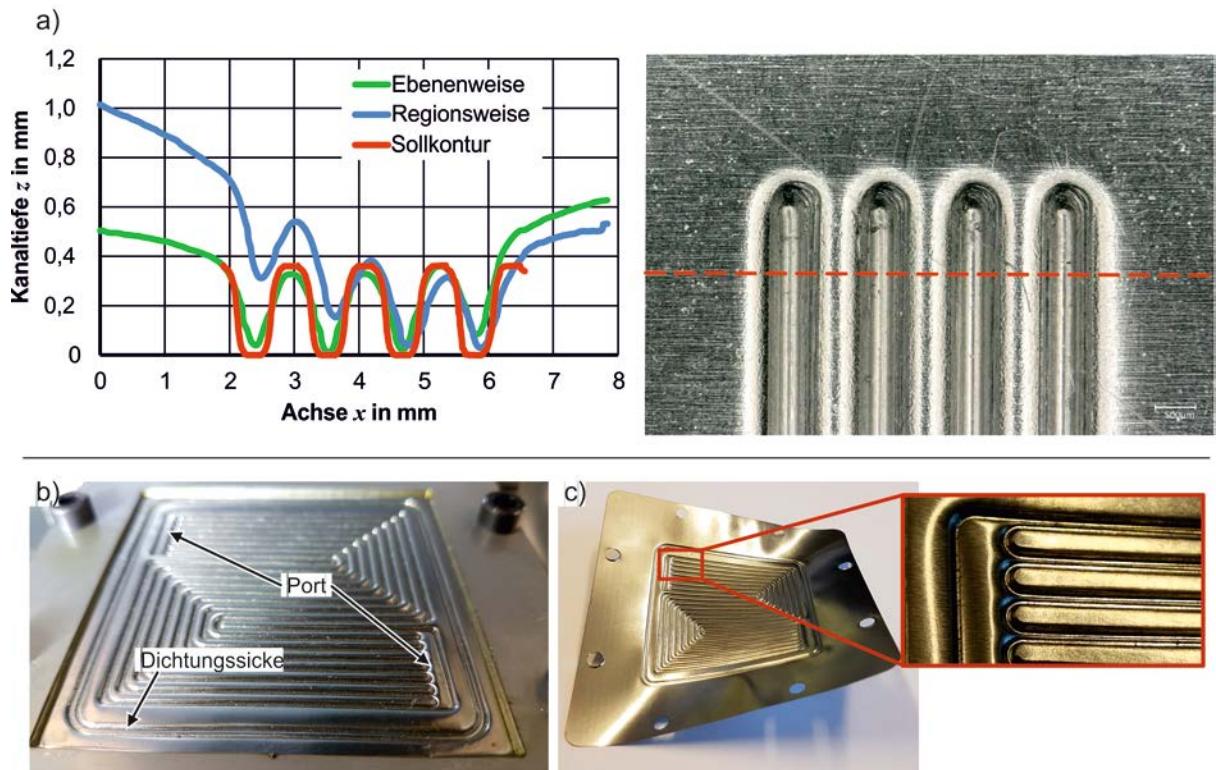 a)
1,2
1,0
0,8
0,6
0,4
0,2
0
Kanaltiefe z in mm
Ebenenweise
Regionsweise
Sollkontur
0 1 2 3 4 5 6 7 8
Achse x in mm
500µm
b)
Port
Dichtungssicke
c)